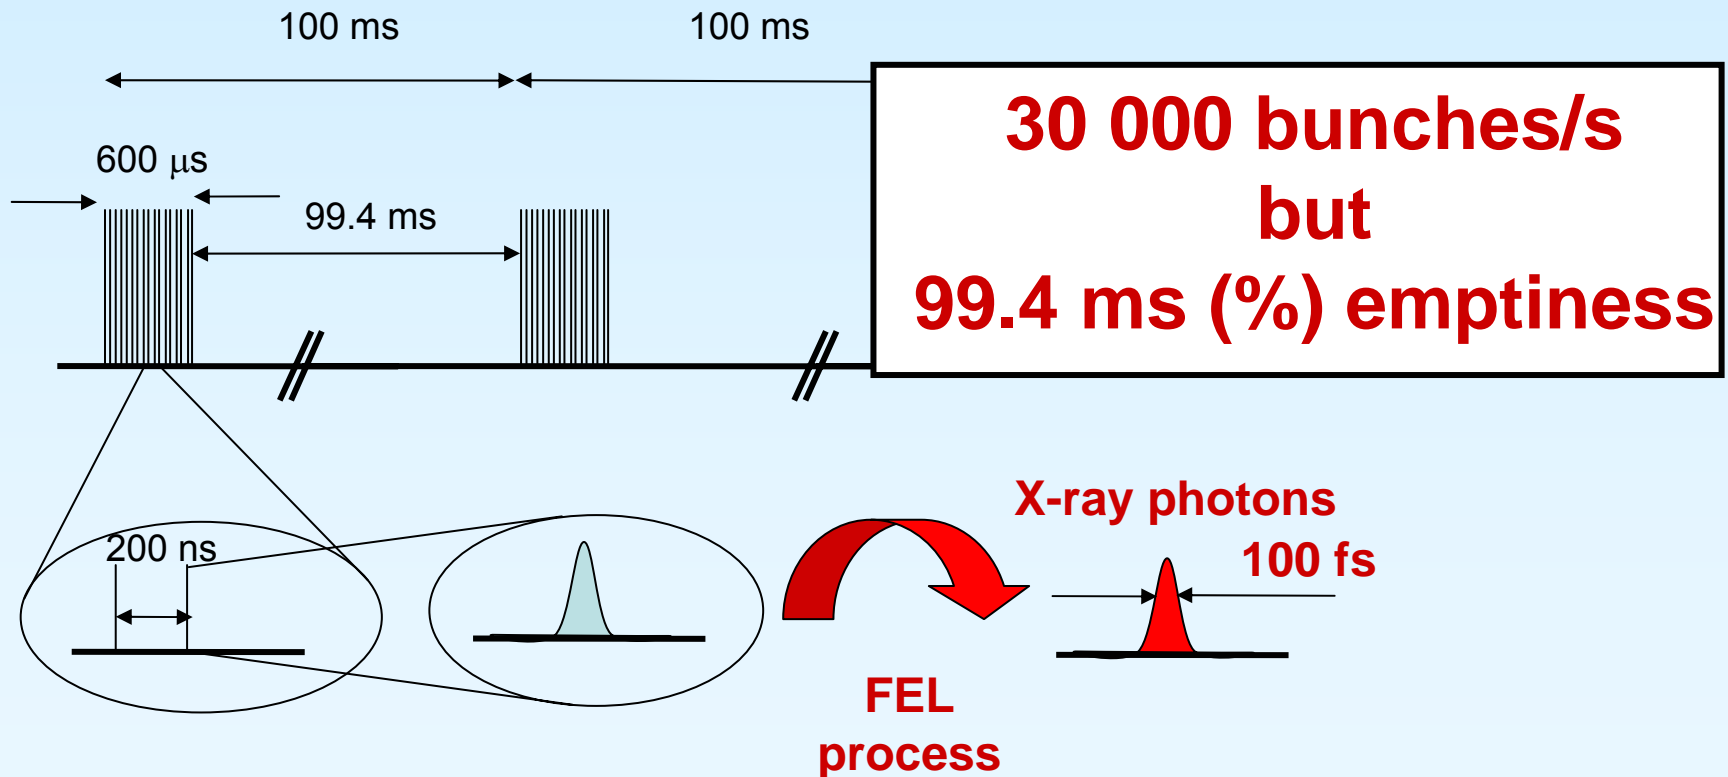 100 ms
100 ms
30 000 bunches/s
but
99.4 ms (%) emptiness
600 μs
99.4 ms
200 ns
X-ray photons
100 fs
FEL
process